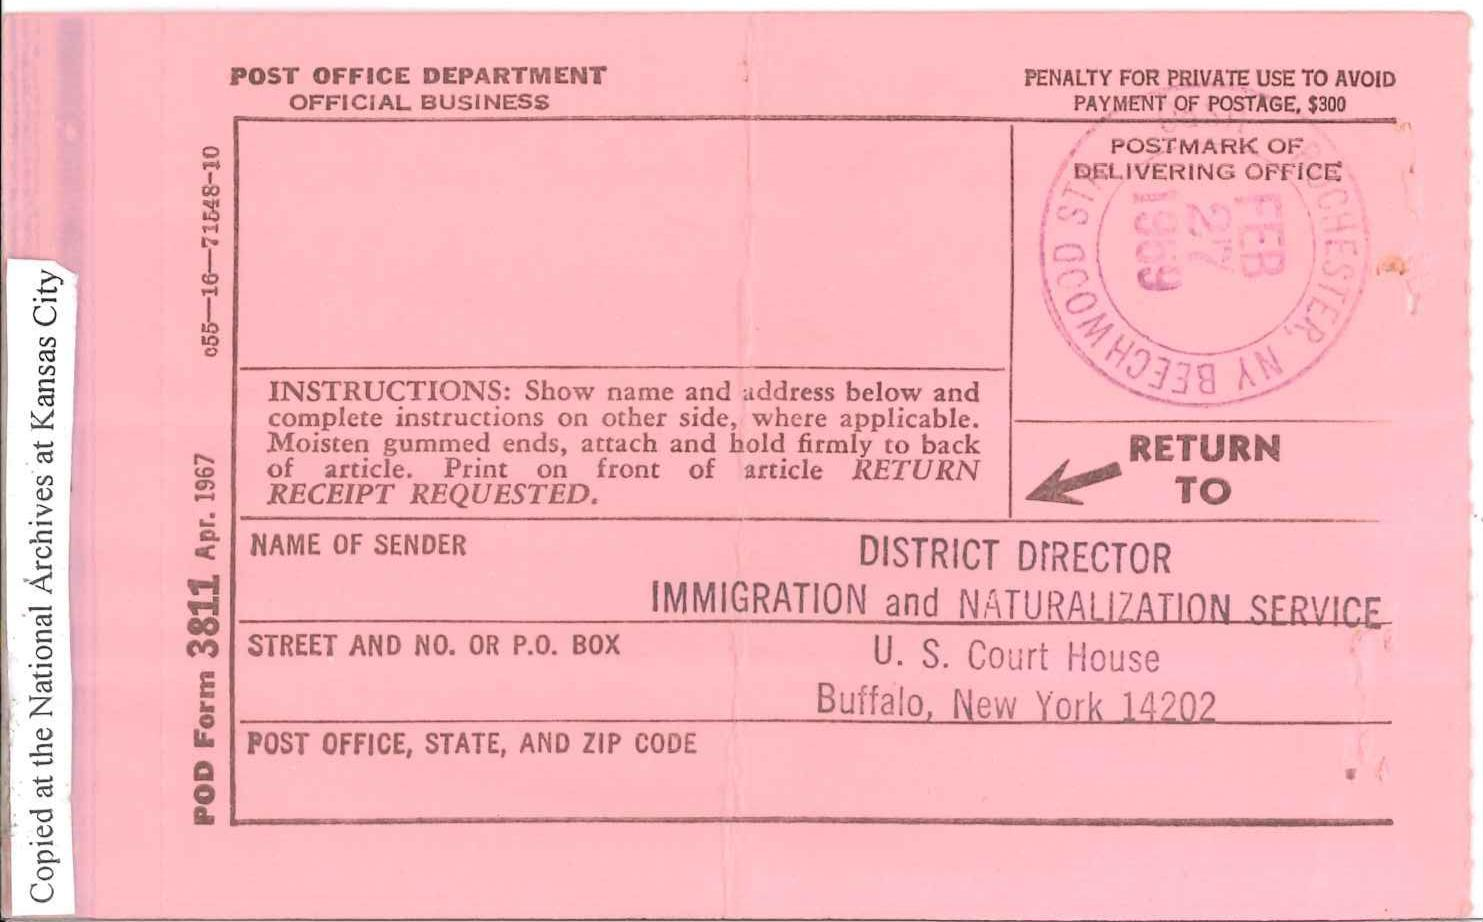 POST OFFICE DEPARTMENT
OFFICIAL BUSINESS
PENALTY FOR PRIVATE USE TO AVOID
PAYMENT OF POSTAGE, $300
POSTMARK OF
DELIVERING OFFICE
ROCHESTER, NY BEECHWOOD STA
FEB
27
PM
1969
INSTRUCTIONS: Show name and address below and
complete instructions on other side, where applicable.
Moisten gummed ends, attach and hold firmly to back
of article. Print on front of article RETURN
RECEIPT REQUESTED.
RETURN
TO
NAME OF SENDER
DISTRICT DIRECTOR
IMMIGRATION and NATURALIZATION SERVICE
STREET AND NO. OR P.O. BOX
U. S. Court House
Buffalo, New York 14202
POST OFFICE, STATE, AND ZIP CODE
POD Form 3811 Apr. 1967 c55—16—71548-10
Copied at the National Archives at Kansas City